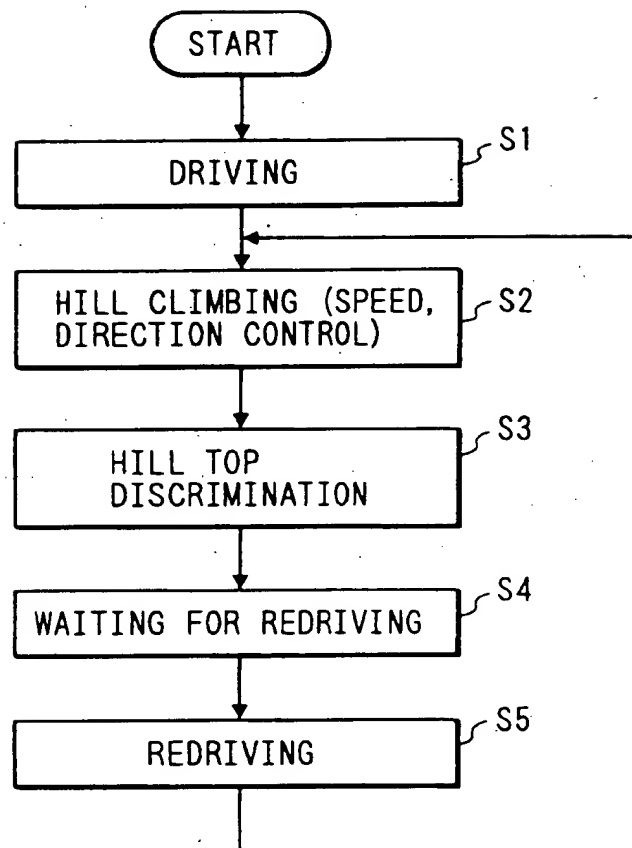 START
DRIVING
S1
HILL CLIMBING (SPEED,
DIRECTION CONTROL)
S2
HILL TOP
DISCRIMINATION
S3
WAITING FOR REDRIVING
S4
REDRIVING
S5